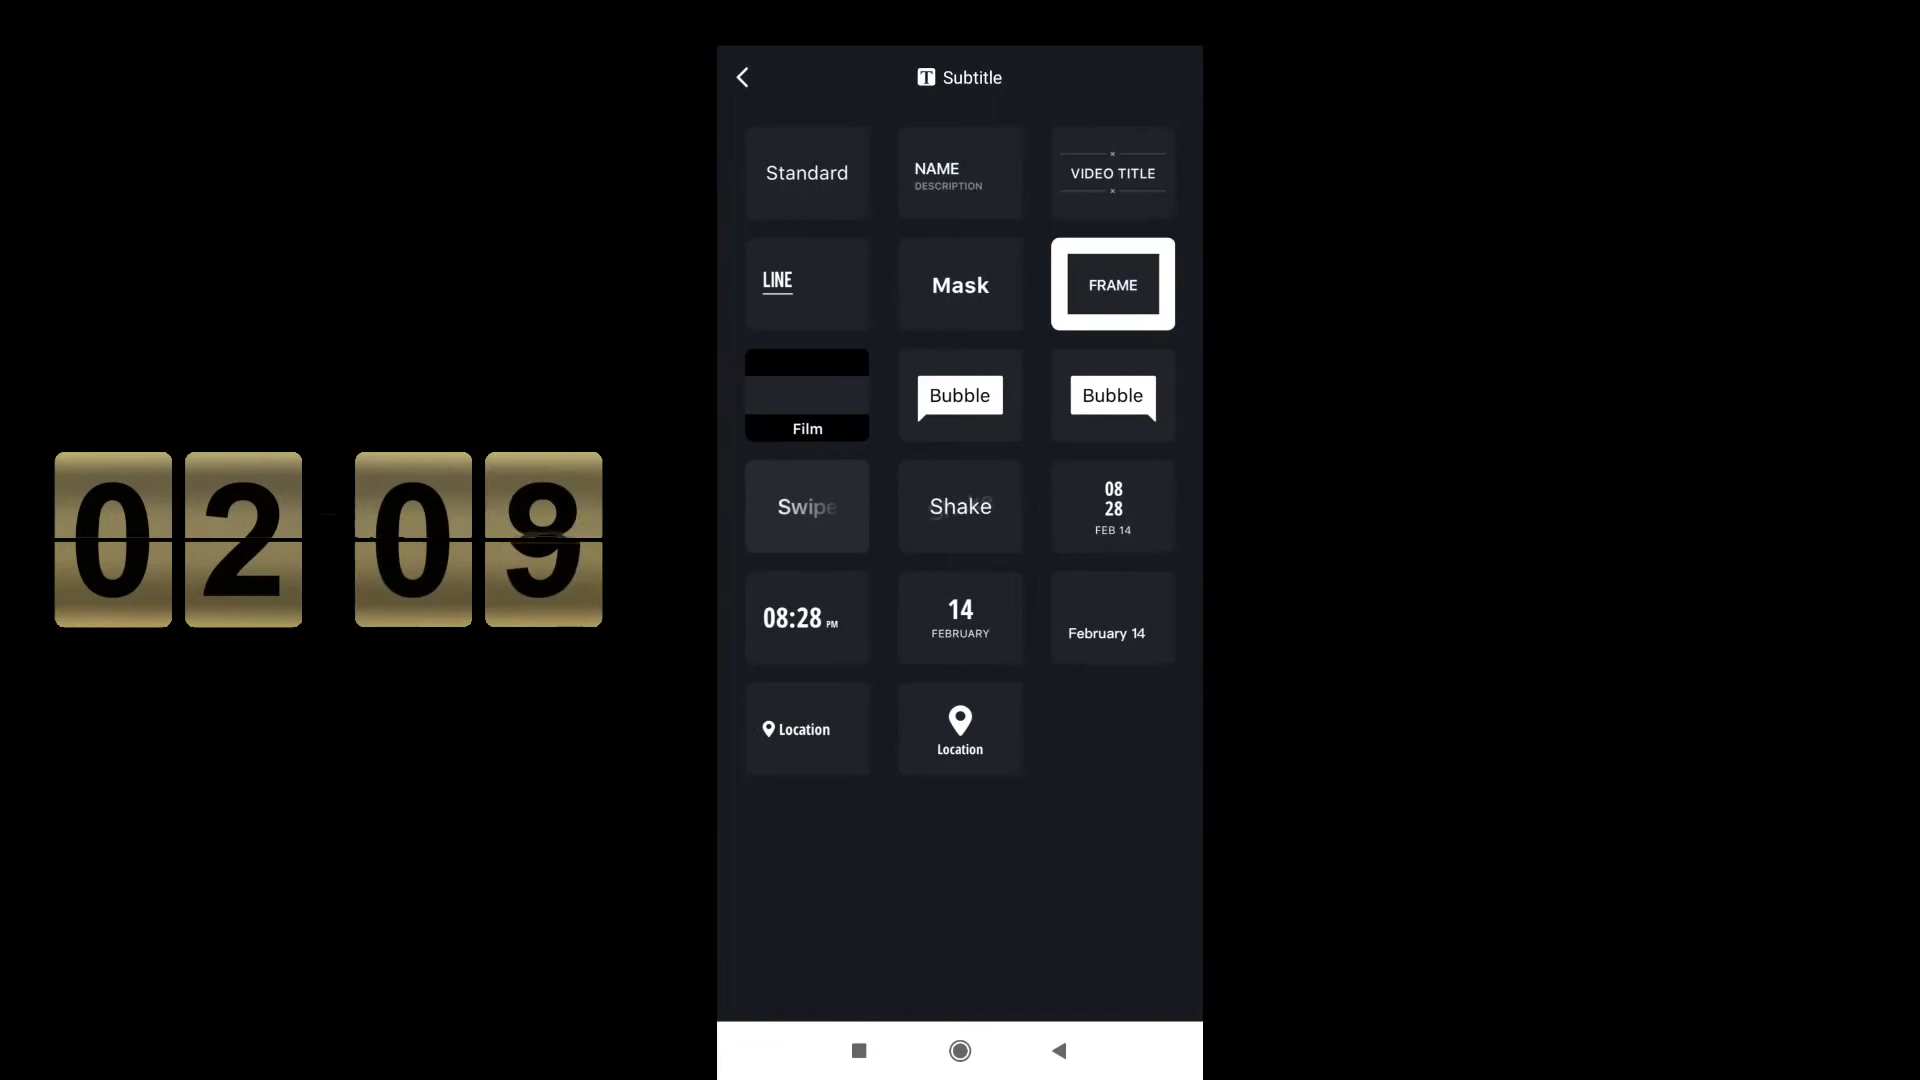 T Subtitle
Standard
NAME
DESCRIPTION
VIDEO TITLE
LINE
Mask
FRAME
Film
Bubble
Bubble
Swipe
Shake
08
28
FEB 14
08:28 PM
14
FEBRUARY
February 14
Location
Location
02 09